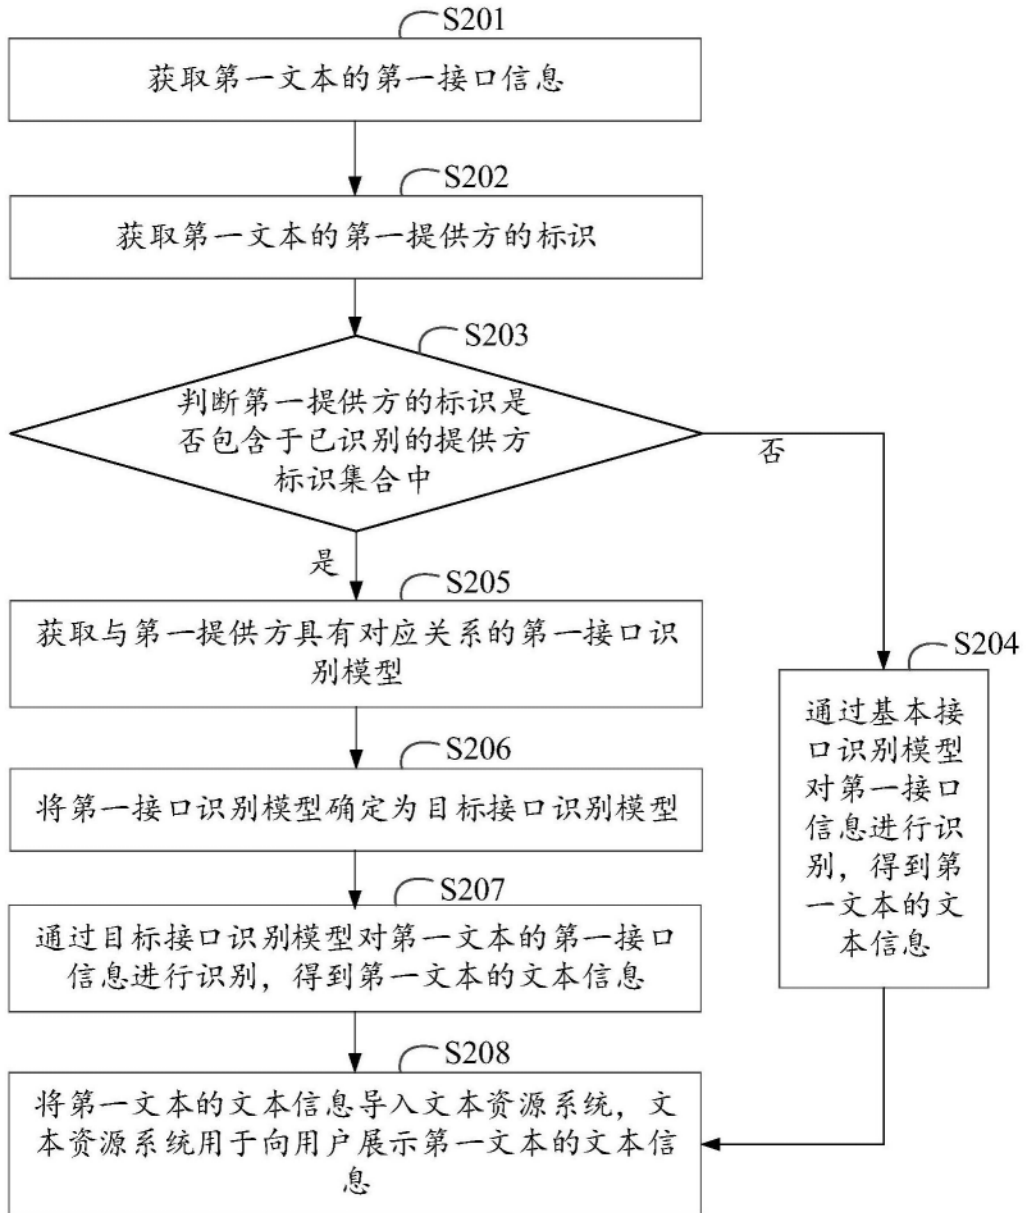 S201
获取第一文本的第一接口信息
S202
获取第一文本的第一提供方的标识
S203
判断第一提供方的标识是
否包含于已识别的提供方
标识集合中
否
是
S205
获取与第一提供方具有对应关系的第一接口识
别模型
S204
通过基本接
口识别模型
对第一接口
信息进行识
别，得到第
一文本的文
本信息
S206
将第一接口识别模型确定为目标接口识别模型
S207
通过目标接口识别模型对第一文本的第一接口
信息进行识别，得到第一文本的文本信息
S208
将第一文本的文本信息导入文本资源系统，文
本资源系统用于向用户展示第一文本的文本信
息